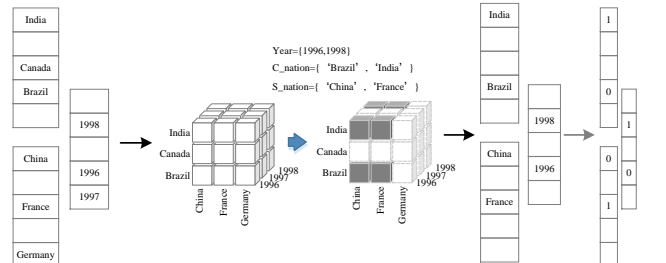 India
Canada
Brazil
1998
1996
1997
China
France
Germany
India
Canada
Brazil
China
France
Germany
1996
1997
1998
Year={1996,1998}
C_nation={ ‘Brazil’ , ‘India’ }
S_nation={ ‘China’ , ‘France’ }
India
Canada
Brazil
China
France
Germany
1996
1997
1998
India
Brazil
1998
1996
China
France
1
0
1
0
0
1